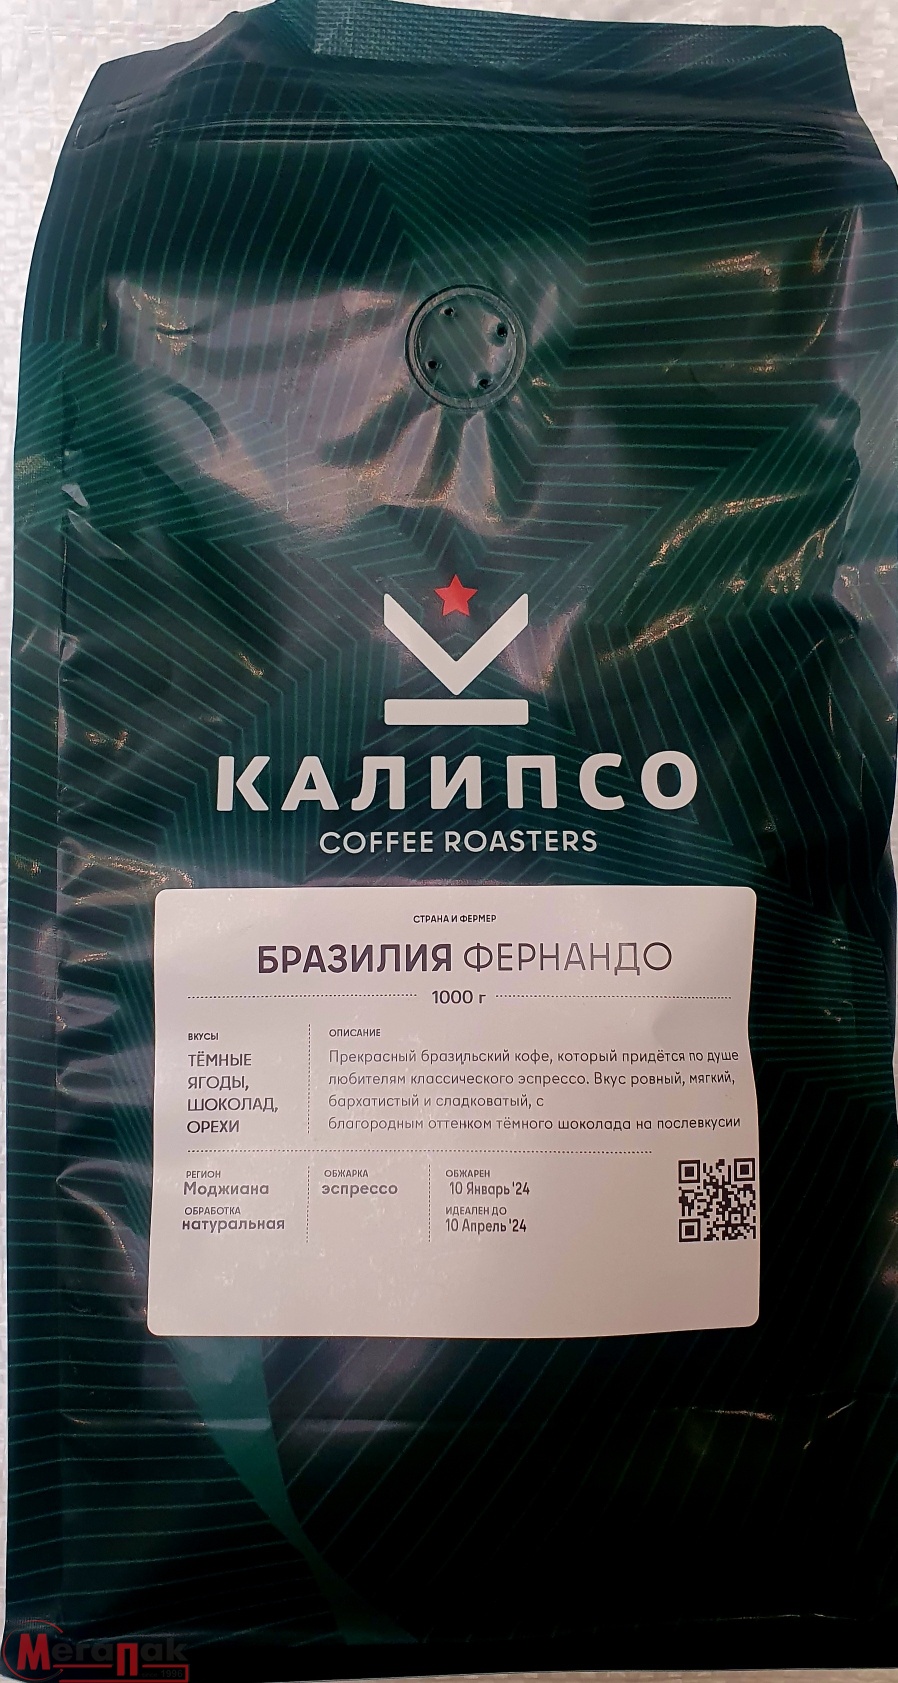 КАЛИПСО
COFFEE ROASTERS
СТРАНА И ФЕРМЕР
БРАЗИЛИЯ ФЕРНАНДО
1000 г
ВКУСЫ
ТЁМНЫЕ
ЯГОДЫ,
ШОКОЛАД,
ОРЕХИ
ОПИСАНИЕ
Прекрасный бразильский кофе, который придётся по душе
любителям классического эспрессо. Вкус ровный, мягкий,
бархатистый и сладковатый, с
благородным оттенком тёмного шоколада на послевкусии
РЕГИОН
Моджиана
ОБРАБОТКА
натуральная
ОБЖАРКА
эспрессо
ОБЖАРЕН
10 Январь'24
ИДЕАЛЕН ДО
10 Апрель'24
МегаПак